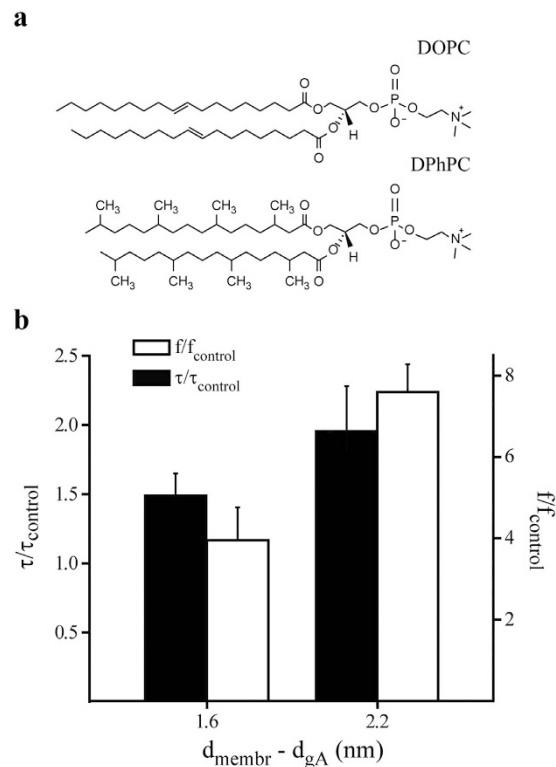 a
DOPC
O
O
O
P
O
O
O−
N+
O
H
O
DPhPC
CH3 CH3 CH3 CH3
O
O
O
P
O
O
O−
N+
O
H
CH3 CH3 CH3 CH3
O
b
f/fcontrol
τ/τcontrol
2.5
2.0
1.5
1.0
0.5
τ/τcontrol
8
6
4
2
f/fcontrol
1.6
2.2
dmembr - dgA (nm)